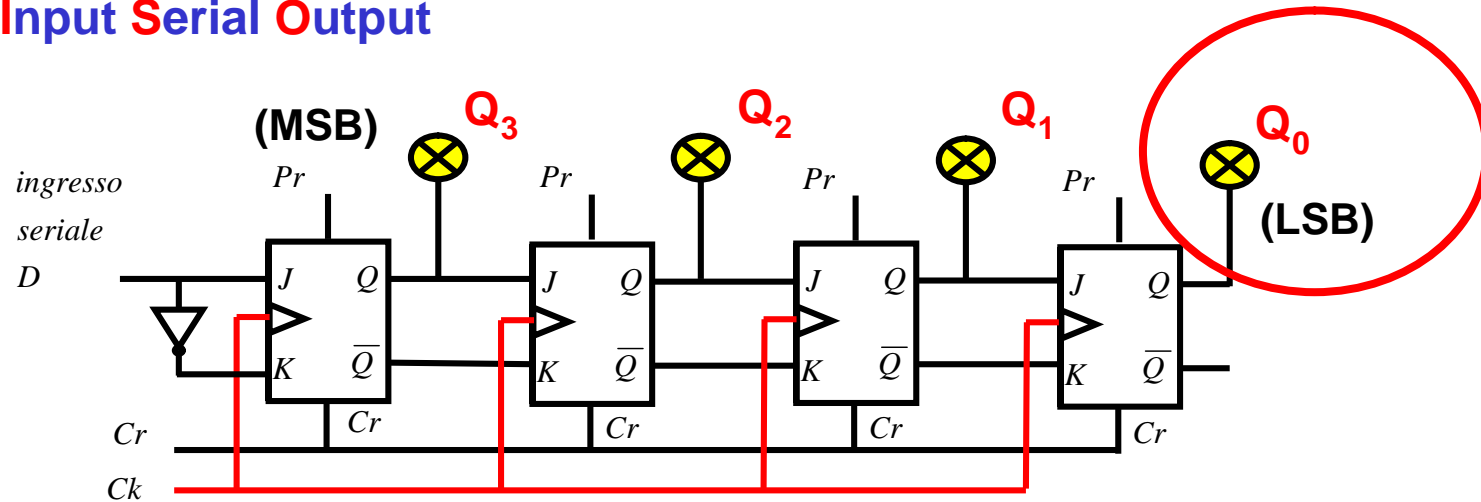 Input Serial Output
(MSB) Q3 Q2 Q1 Q0
ingresso Pr Pr Pr Pr
seriale (LSB)
D J Q J Q J Q J Q
K Q̅ K Q̅ K Q̅ K Q̅
Cr Cr Cr Cr Cr
Ck